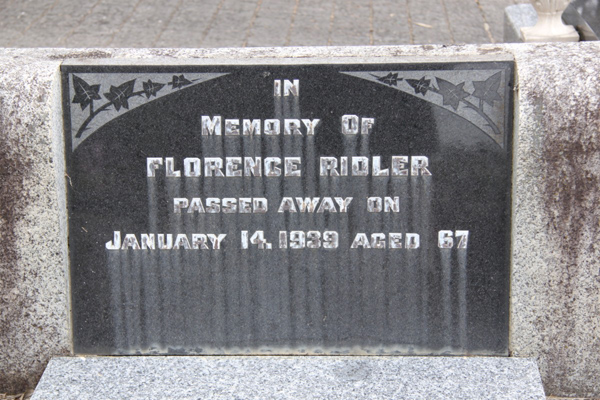 IN
MEMORY OF
FLORENCE RIDLER
PASSED AWAY ON
JANUARY 14, 1939 AGED 67